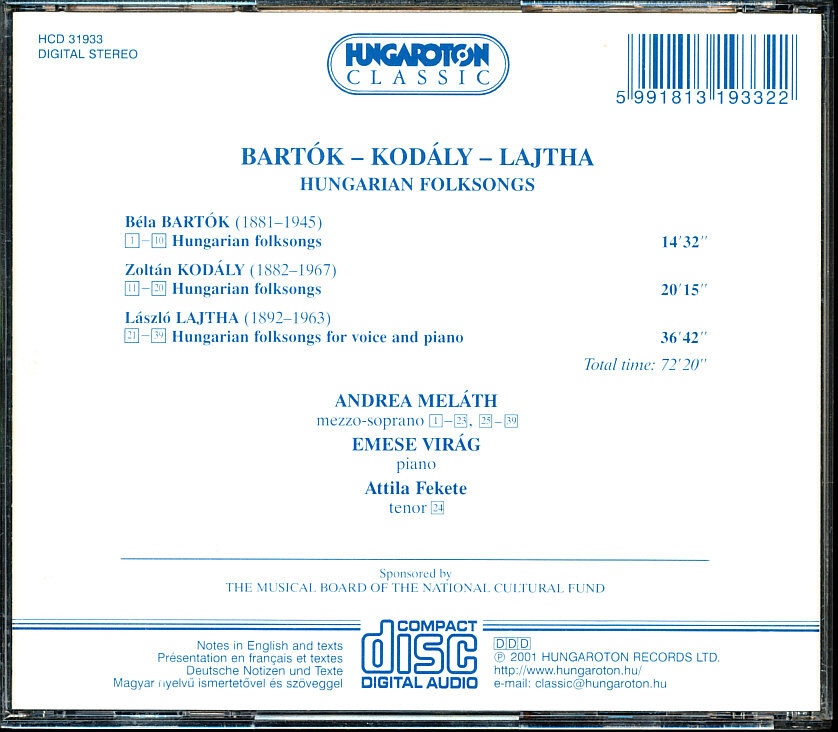 HCD 31933
DIGITAL STEREO
HUNGAROTON
CLASSIC
5 991813 193322
BARTÓK – KODÁLY – LAJTHA
HUNGARIAN FOLKSONGS
Béla BARTÓK (1881–1945)
1 – 10 Hungarian folksongs 14'32''
Zoltán KODÁLY (1882–1967)
11 – 20 Hungarian folksongs 20'15''
László LAJTHA (1892–1963)
21 – 39 Hungarian folksongs for voice and piano 36'42''
Total time: 72'20''
ANDREA MELÁTH
mezzo-soprano 1 – 23, 25 – 39
EMESE VIRÁG
piano
Attila Fekete
tenor 24
Sponsored by
THE MUSICAL BOARD OF THE NATIONAL CULTURAL FUND
Notes in English and texts
Présentation en français et textes
Deutsche Notizen und Texte
Magyar nyelvű ismertetővel és szöveggel
COMPACT
disc
DIGITAL AUDIO
DDD
℗ 2001 HUNGAROTON RECORDS LTD.
http://www.hungaroton.hu/
e-mail: classic@hungaroton.hu